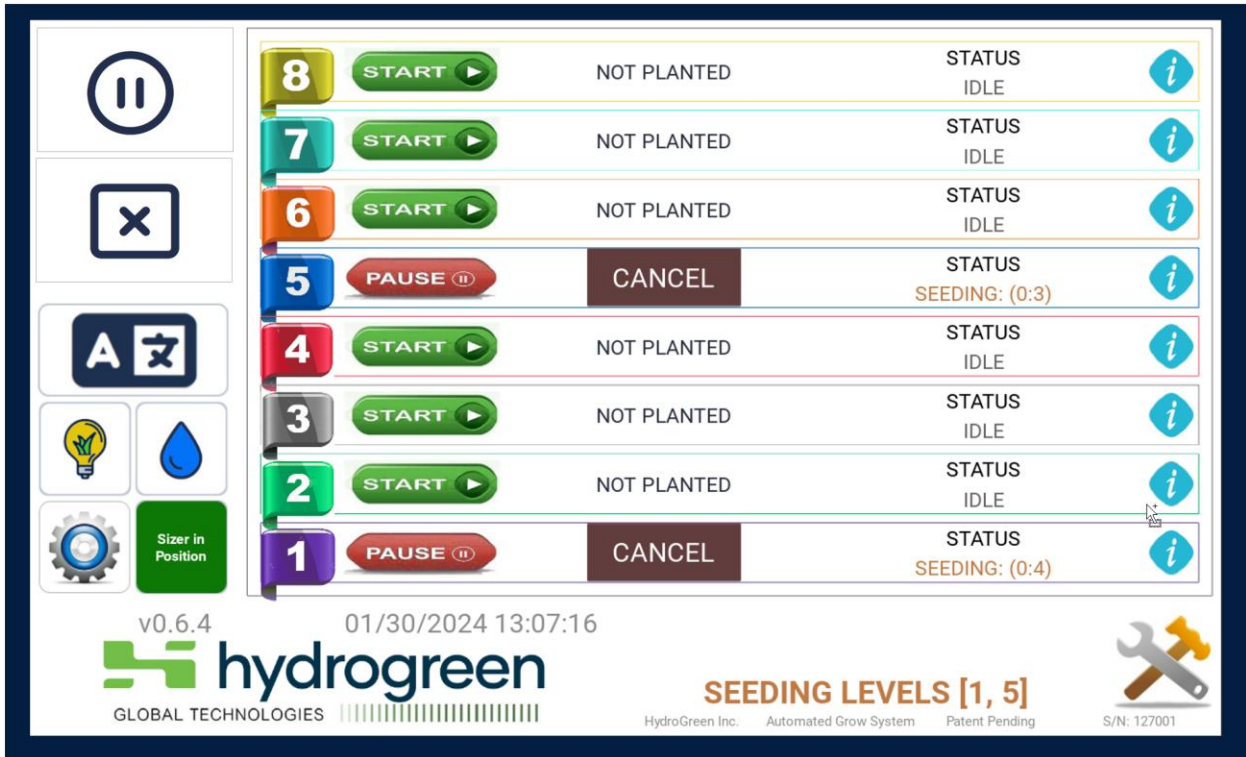 8 START NOT PLANTED STATUS i
IDLE
7 START NOT PLANTED STATUS i
IDLE
6 START NOT PLANTED STATUS i
IDLE
5 PAUSE CANCEL STATUS i
SEEDING: (0:3)
A 文
4 START NOT PLANTED STATUS i
IDLE
3 START NOT PLANTED STATUS i
IDLE
2 START NOT PLANTED STATUS i
IDLE
Sizer in
Position
1 PAUSE CANCEL STATUS i
SEEDING: (0:4)
v0.6.4 01/30/2024 13:07:16
hydrogreen
GLOBAL TECHNOLOGIES
SEEDING LEVELS [1, 5]
HydroGreen Inc. Automated Grow System Patent Pending S/N: 127001